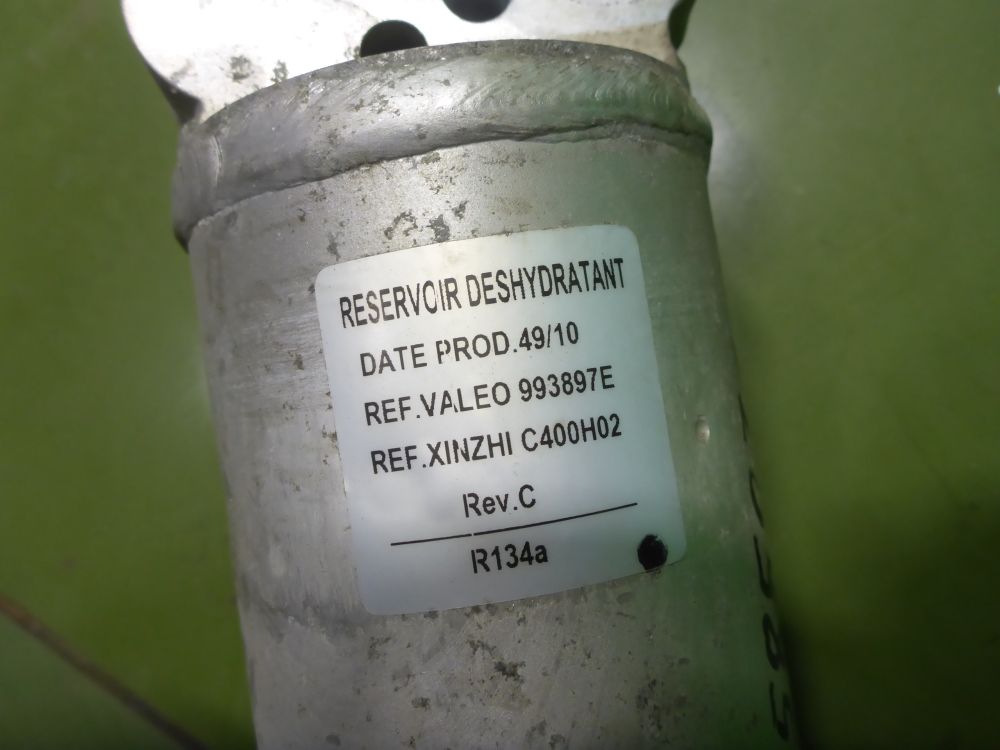 RESERVOIR DESHYDRATANT
DATE PROD.49/10
REF.VALEO 993897E
REF.XINZHI C400H02
Rev.C
R134a